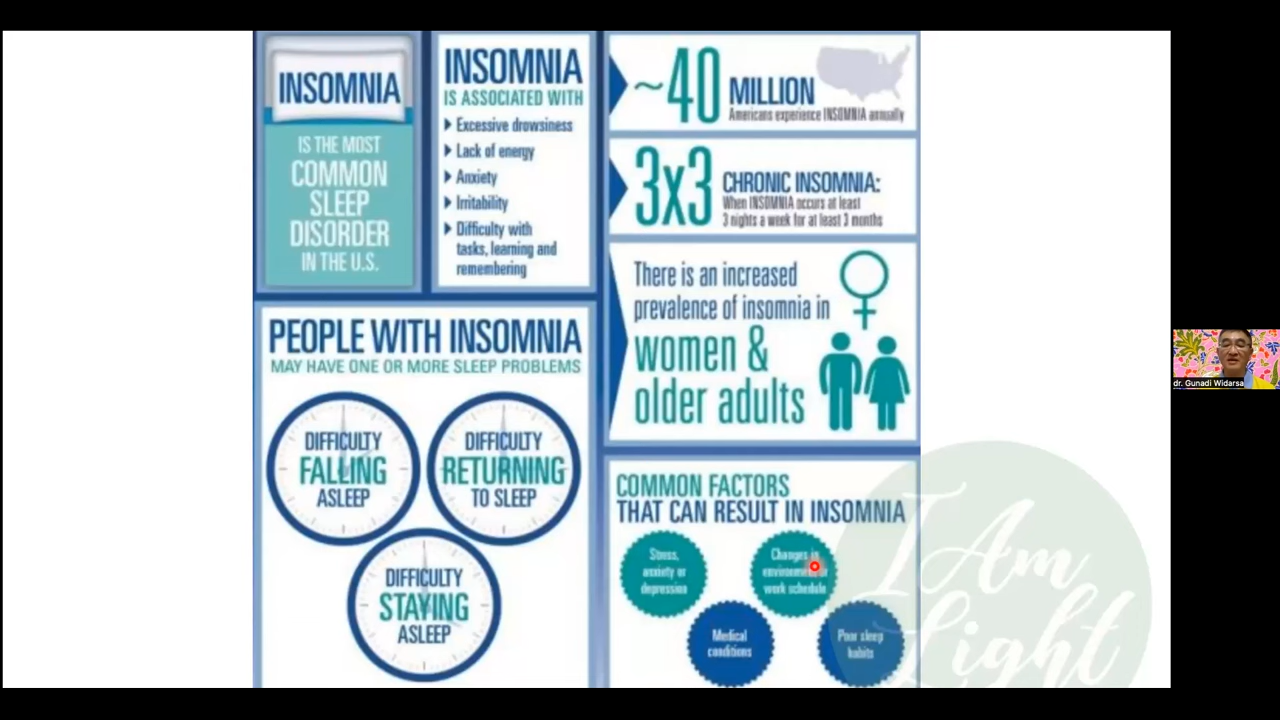 INSOMNIA
IS THE MOST
COMMON
SLEEP
DISORDER
IN THE U.S.
INSOMNIA
IS ASSOCIATED WITH
Excessive drowsiness
Lack of energy
Anxiety
Irritability
Difficulty with
tasks, learning and
remembering
~40
MILLION
Americans experience INSOMNIA annually
3x3
CHRONIC INSOMNIA:
When INSOMNIA occurs at least
3 nights a week for at least 3 months
There is an increased
prevalence of insomnia in
women &
older adults
PEOPLE WITH INSOMNIA
MAY HAVE ONE OR MORE SLEEP PROBLEMS
DIFFICULTY
FALLING
ASLEEP
DIFFICULTY
RETURNING
TO SLEEP
DIFFICULTY
STAYING
ASLEEP
COMMON FACTORS
THAT CAN RESULT IN INSOMNIA
Stress,
anxiety or
depression
Changes in
environment or
work schedule
Medical
conditions
Poor sleep
habits
I Am
Light
dr. Gunadi Widarsa